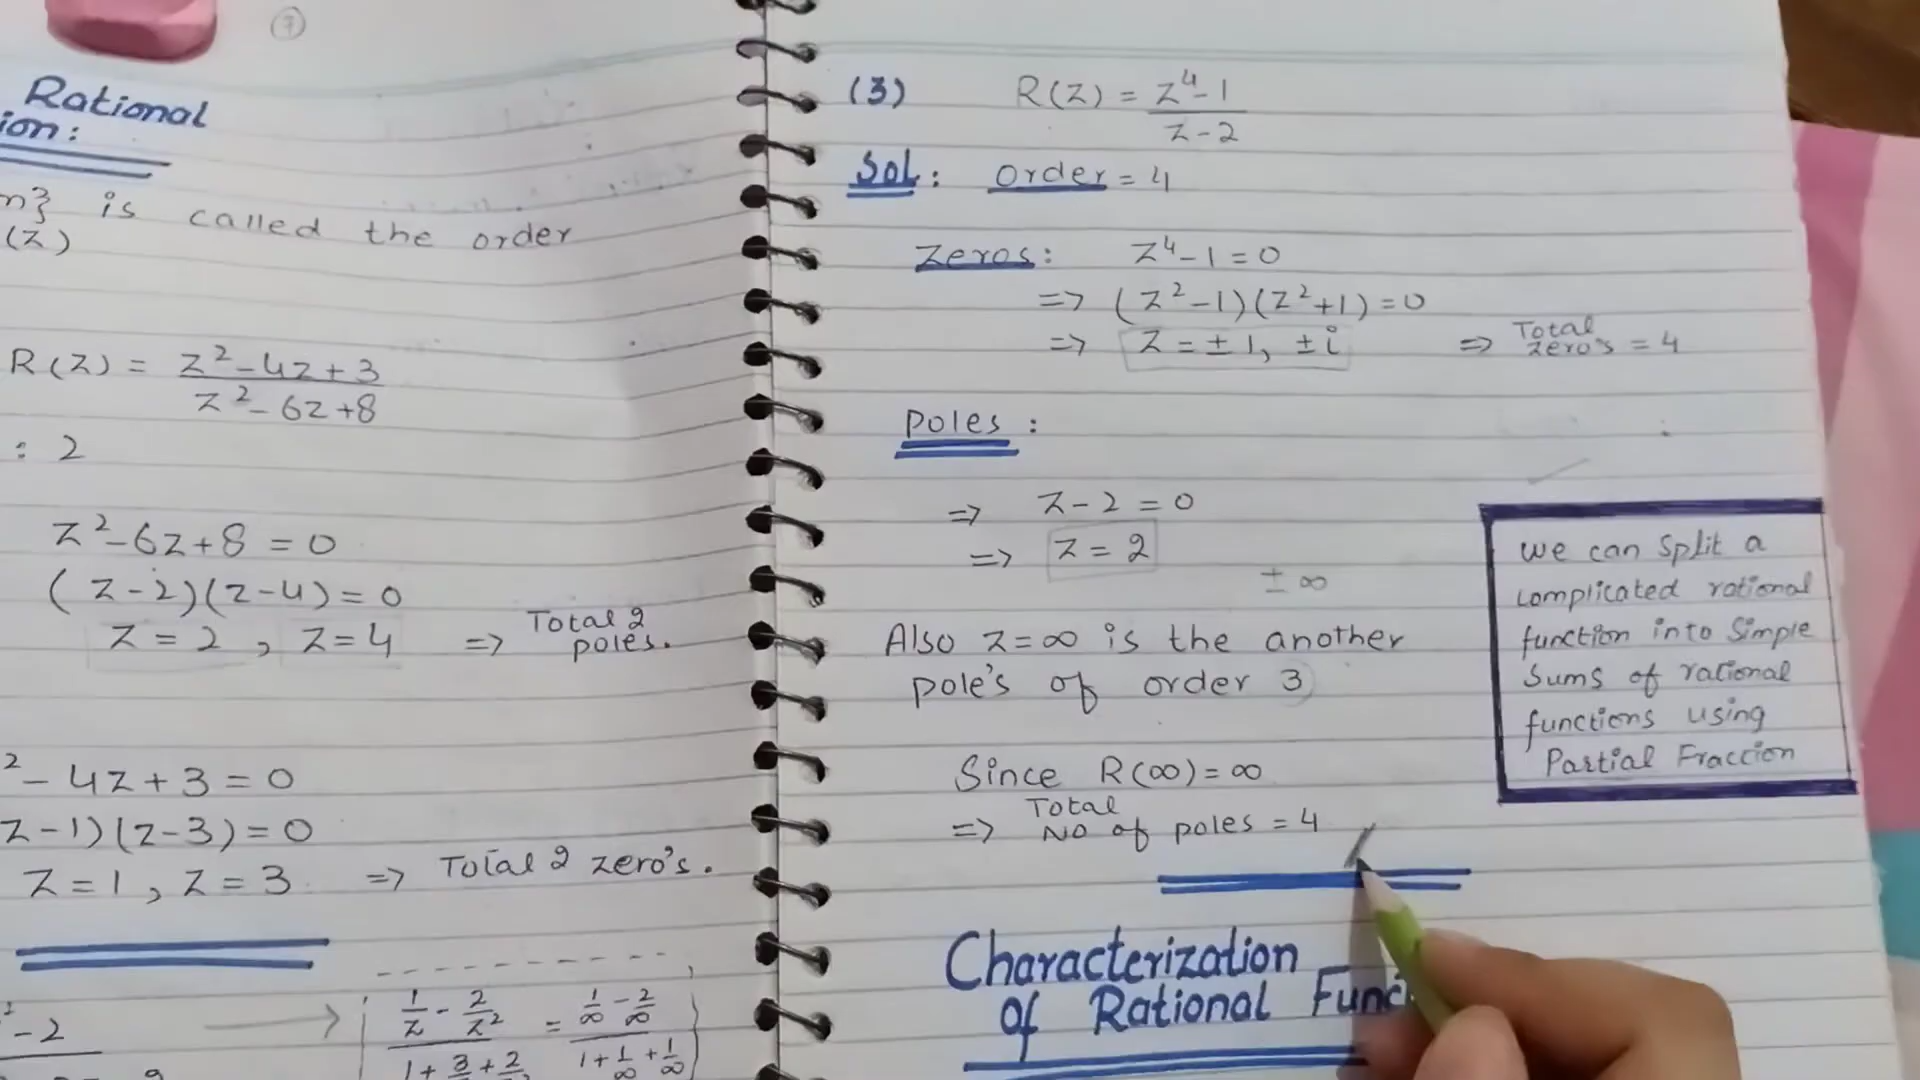 7
Rational
ion:
n} is called the order
(Z)
R(Z) = z² - 4z + 3 / z² - 6z + 8
: 2
z² - 6z + 8 = 0
(z - 2)(z - 4) = 0
z = 2 , z = 4 => Total 2 poles.
² - 4z + 3 = 0
z - 1)(z - 3) = 0
z = 1 , z = 3 => Total 2 zero's.
- 2
1/z - 2/z² = 1/∞ - 2/∞
1 + 3/z + 2/ 1 + 1/∞ + 1/∞
(3) R(Z) = z⁴ - 1 / z - 2
Sol: order = 4
Zeros: z⁴ - 1 = 0
=> (z² - 1)(z² + 1) = 0
=> z = ± 1, ± i => Total zero's = 4
Poles :
=> z - 2 = 0
=> z = 2
± ∞
Also z = ∞ is the another
pole's of order 3
Since R(∞) = ∞
=> Total No of poles = 4
we can split a
complicated rational
function into simple
sums of rational
functions using
Partial Fraction
Characterization
of Rational Func